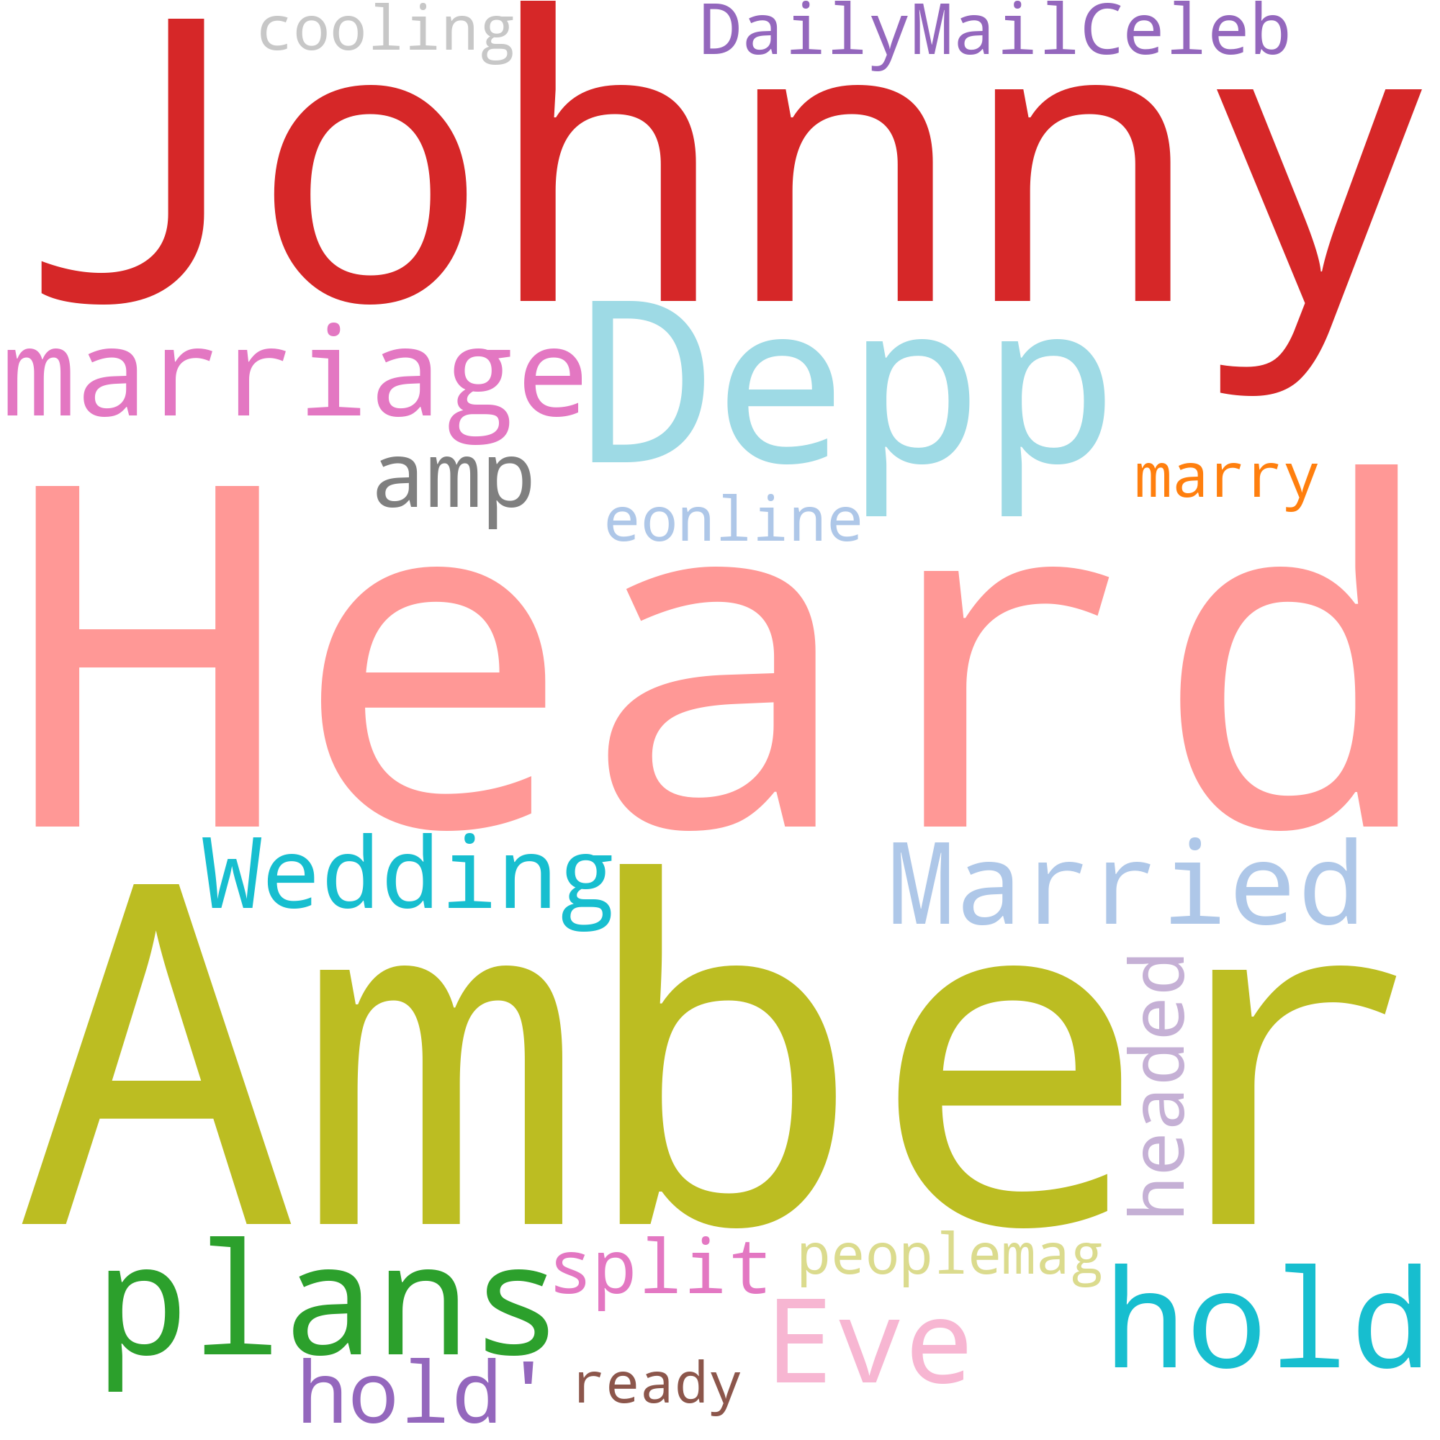 cooling DailyMailCeleb
Johnny
marriage Depp
amp eonline marry
Heard
Wedding Married
Amber
headed
plans split peoplemag hold
hold' ready Eve